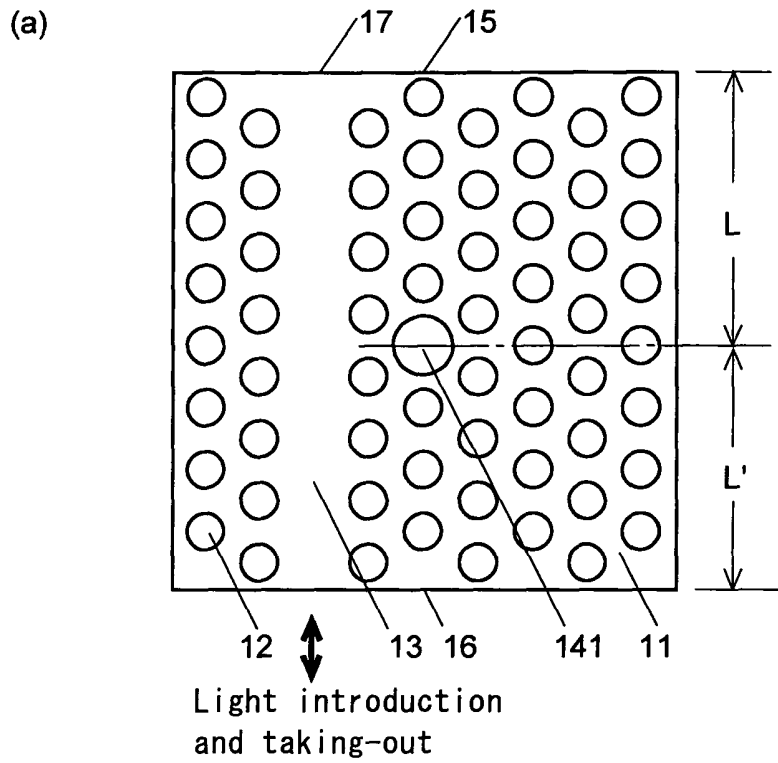 (a)
17 15
L
L'
12 13 16 141 11
Light introduction
and taking-out